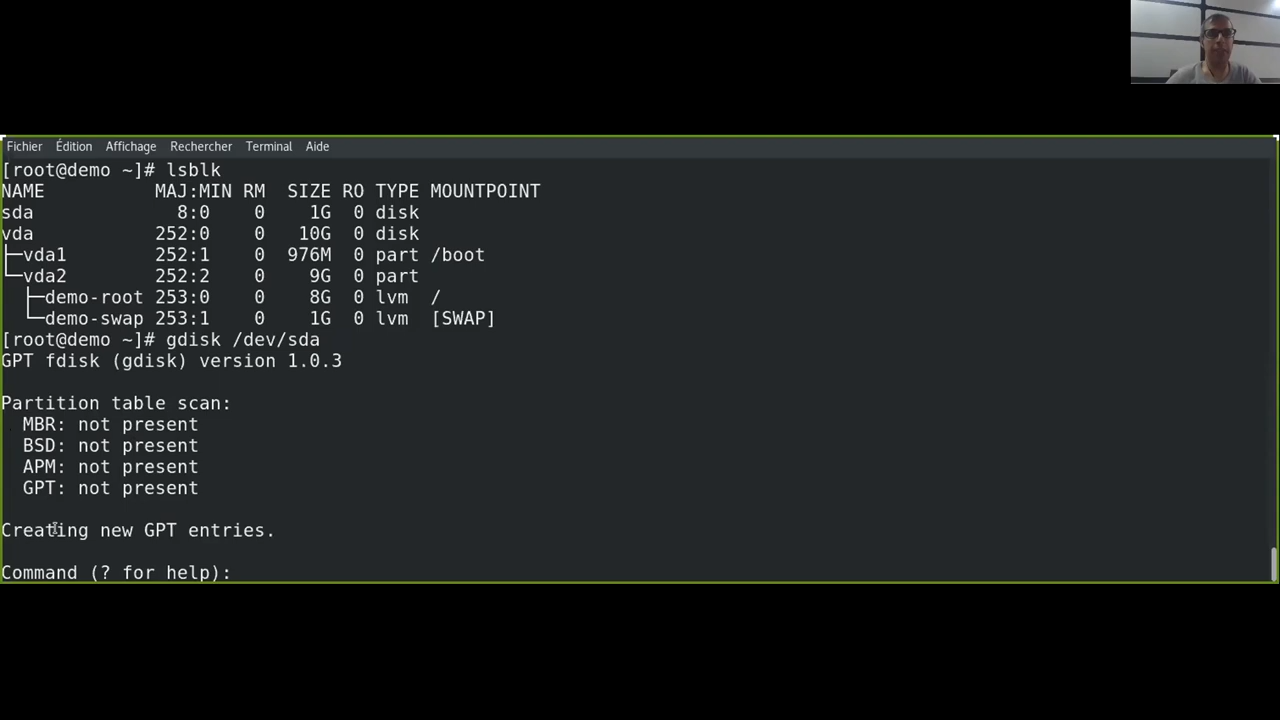 Fichier Édition Affichage Rechercher Terminal Aide
[root@demo ~]# lsblk
NAME MAJ:MIN RM SIZE RO TYPE MOUNTPOINT
sda 8:0 0 1G 0 disk
vda 252:0 0 10G 0 disk
├─vda1 252:1 0 976M 0 part /boot
└─vda2 252:2 0 9G 0 part
├─demo-root 253:0 0 8G 0 lvm /
└─demo-swap 253:1 0 1G 0 lvm [SWAP]
[root@demo ~]# gdisk /dev/sda
GPT fdisk (gdisk) version 1.0.3
Partition table scan:
MBR: not present
BSD: not present
APM: not present
GPT: not present
Creating new GPT entries.
Command (? for help):